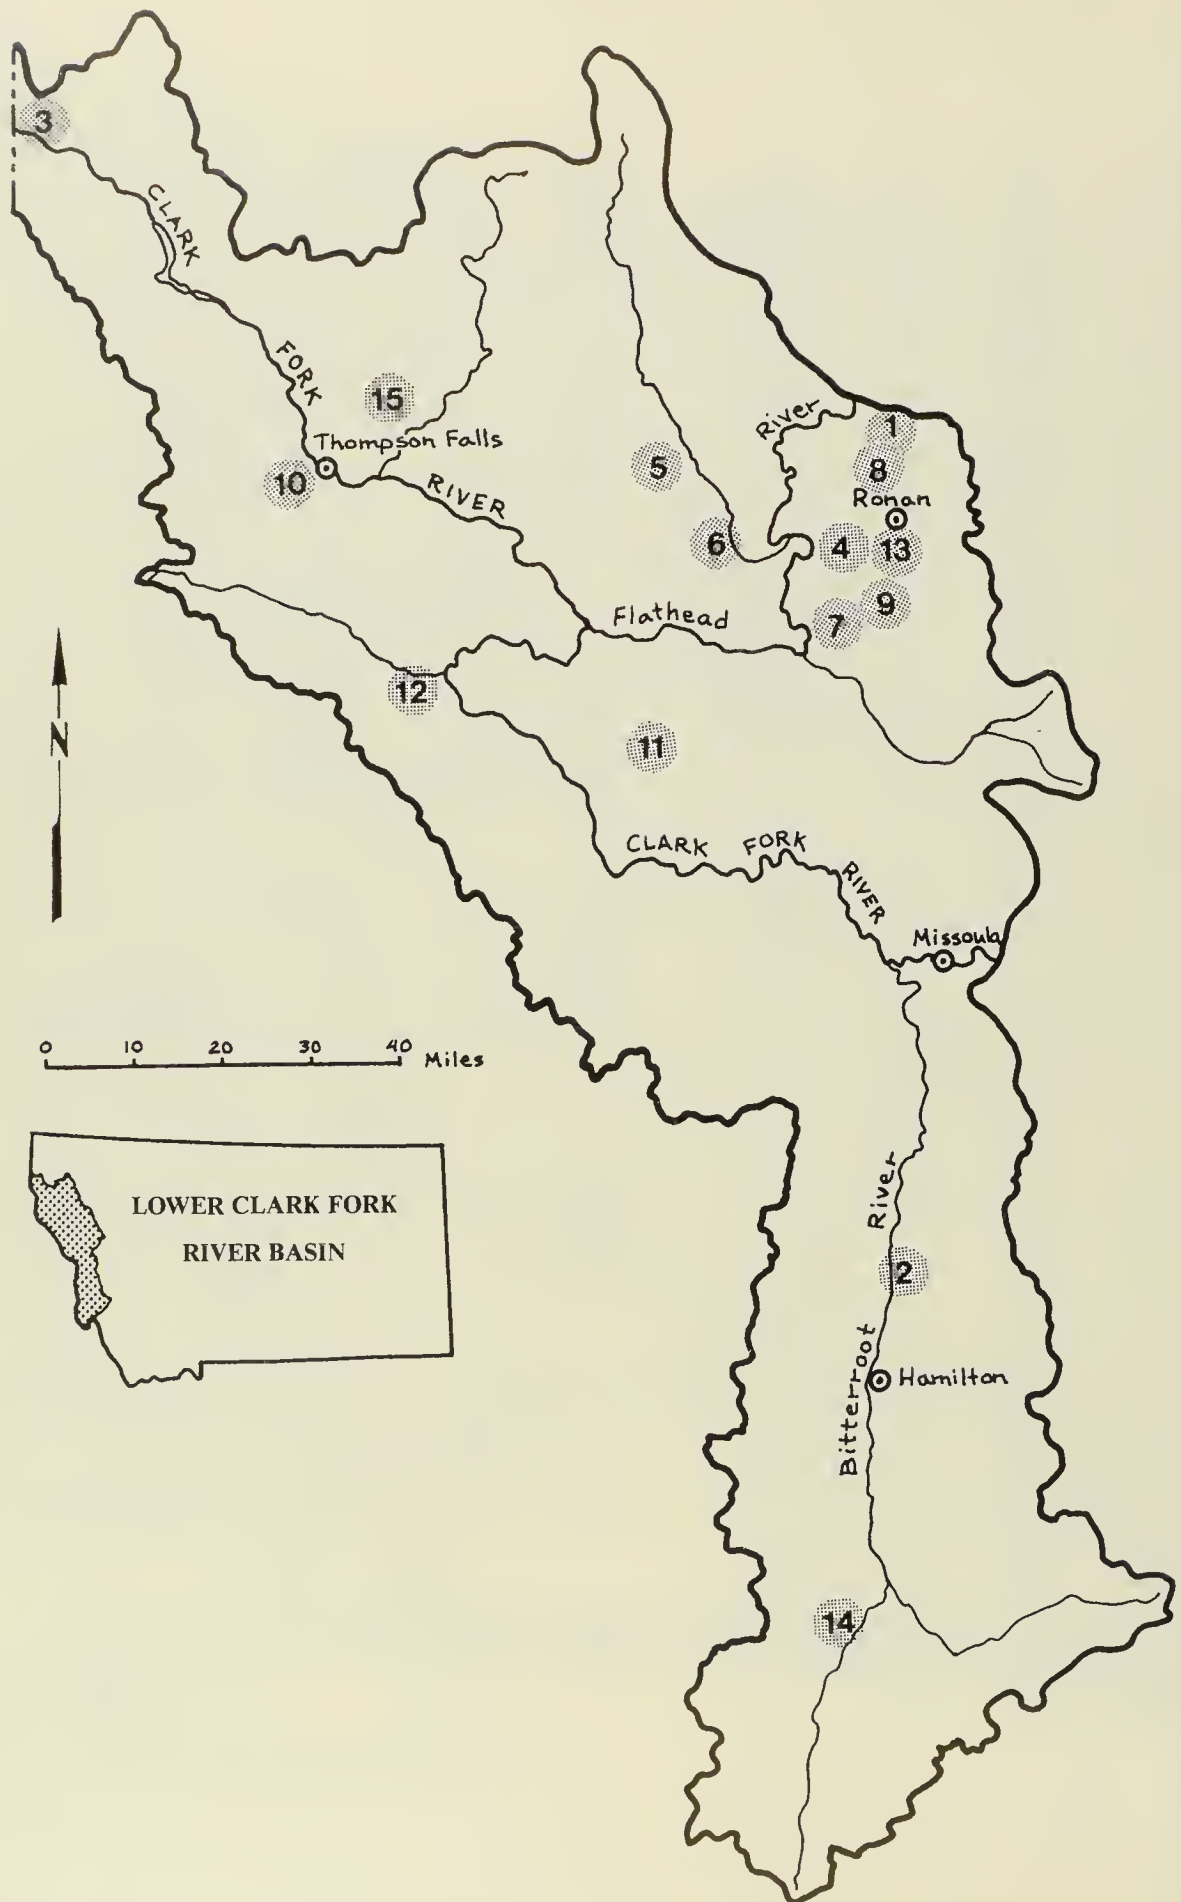 3
CLARK
FORK
15
Thompson Falls
10
RIVER
River
1
8
Ronan
5
6
4
13
9
7
Flathead
12
11
N
CLARK FORK
RIVER
Missoula
0 10 20 30 40 Miles
LOWER CLARK FORK
RIVER BASIN
River
2
Bitterroot
Hamilton
14